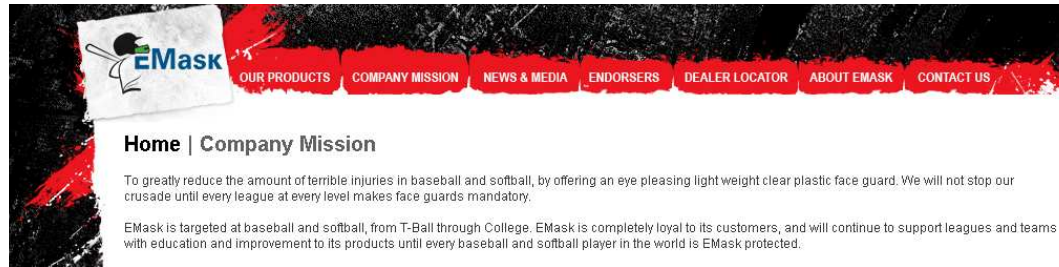 EMask
OUR PRODUCTS
COMPANY MISSION
NEWS & MEDIA
ENDORSERS
DEALER LOCATOR
ABOUT EMASK
CONTACT US
Home | Company Mission
To greatly reduce the amount of terrible injuries in baseball and softball, by offering an eye pleasing light weight clear plastic face guard. We will not stop our
crusade until every league at every level makes face guards mandatory.
EMask is targeted at baseball and softball, from T-Ball through College. EMask is completely loyal to its customers, and will continue to support leagues and teams
with education and improvement to its products until every baseball and softball player in the world is EMask protected.